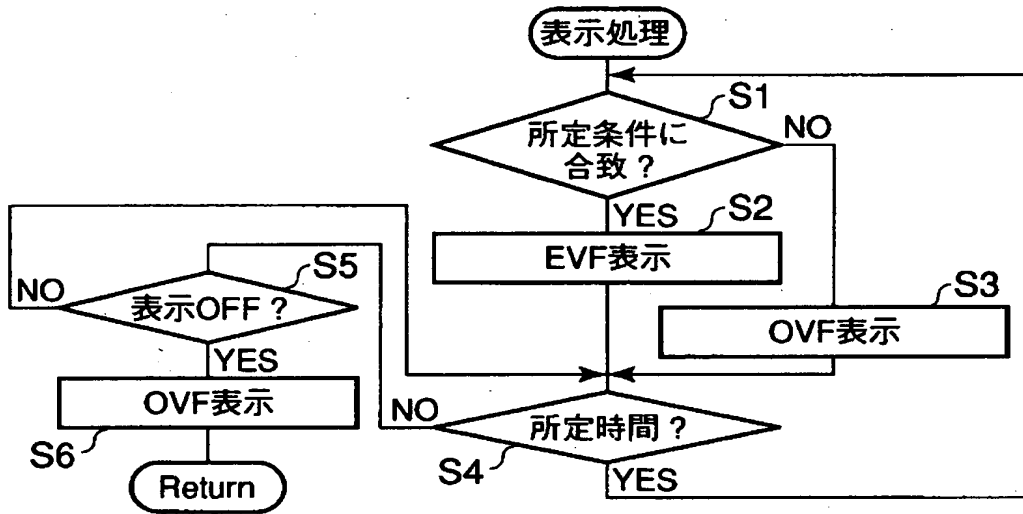 表示処理
S1
所定条件に
合致？
NO
YES
S2
EVF表示
S3
OVF表示
S5
表示OFF？
NO
YES
OVF表示
S6
Return
所定時間？
NO
S4
YES